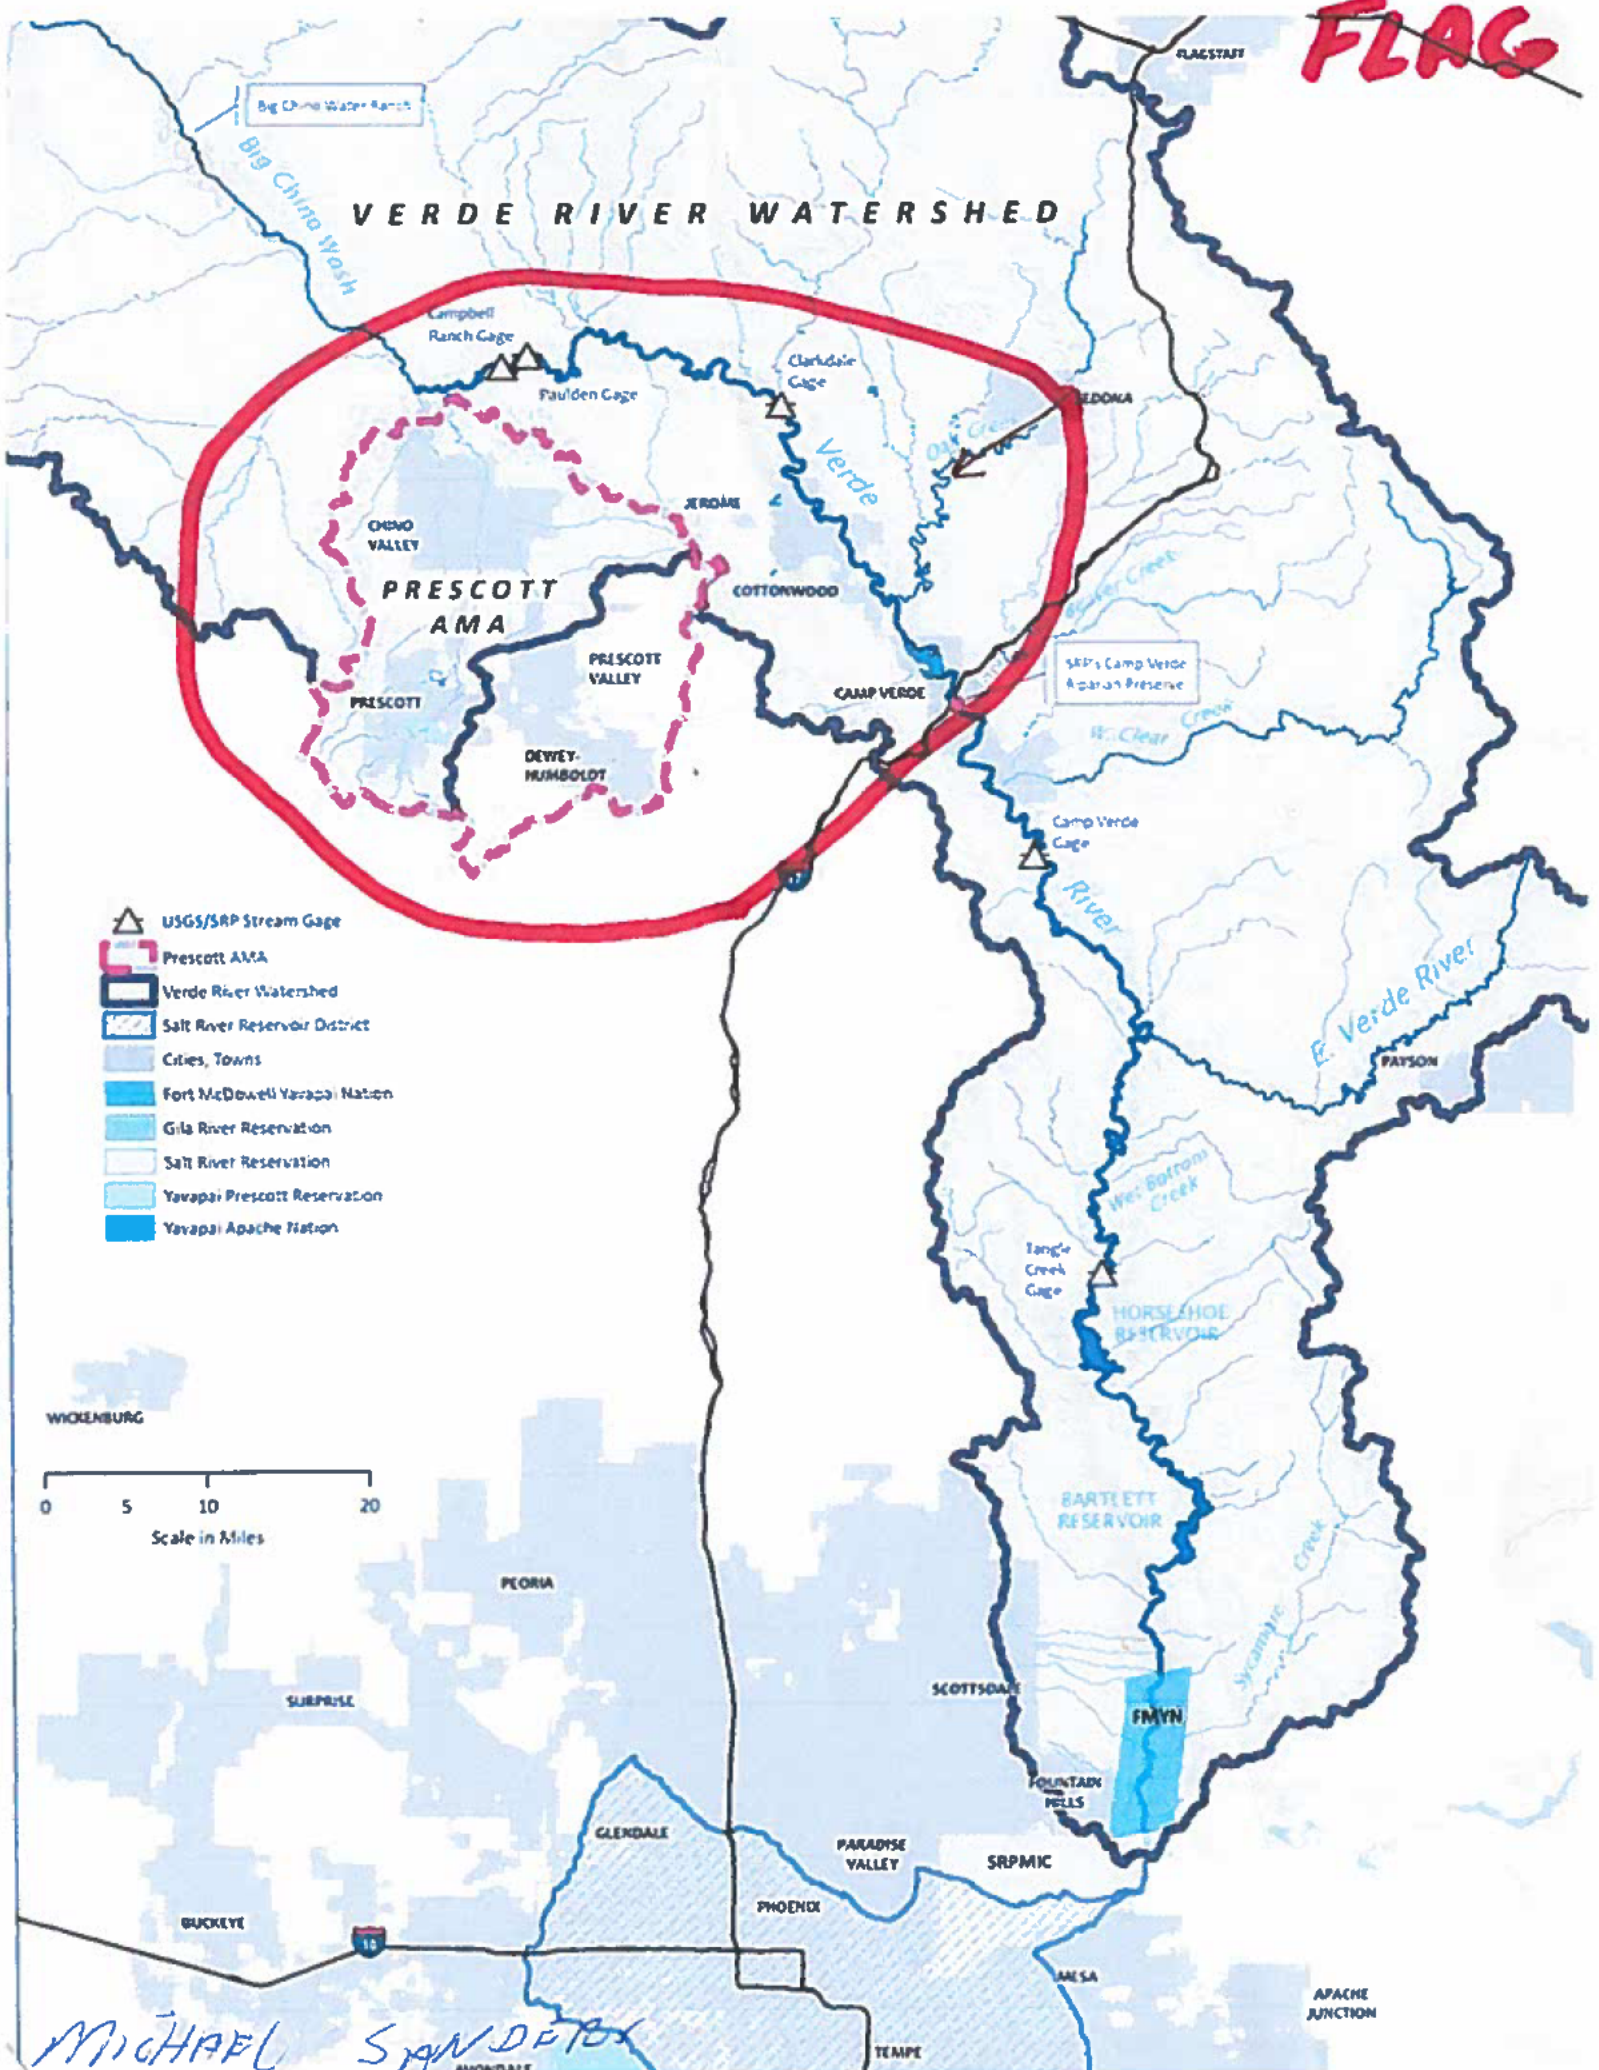 FLAG
FLAGSTAFF
Big Chino Water Ranch
Big Chino Wash
VERDE RIVER WATERSHED
Campbell
Ranch Gage
Paulden Gage
Clarkdale
Gage
SEDONA
Oak Creek
Verde
JEROME
CHINO
VALLEY
PRESCOTT
AMA
COTTONWOOD
Beaver Creek
PRESCOTT
VALLEY
SRP's Camp Verde
Riparian Preserve
CAMP VERDE
PRESCOTT
W. Clear Creek
DEWEY-
HUMBOLDT
Camp Verde
Gage
17
River
USGS/SRP Stream Gage
Prescott AMA
Verde River Watershed
Salt River Reservoir District
Cities, Towns
Fort McDowell Yavapai Nation
Gila River Reservation
Salt River Reservation
Yavapai Prescott Reservation
Yavapai Apache Nation
E. Verde River
PAYSON
Wet Bottom
Creek
Tangle
Creek
Gage
HORSESHOE
RESERVOIR
WICKENBURG
0 5 10 20
Scale in Miles
BARTLETT
RESERVOIR
Sycamore Creek
PEORIA
SURPRISE
SCOTTSDALE
FMYN
FOUNTAIN
HILLS
GLENDALE
PARADISE
VALLEY
SRPMIC
PHOENIX
BUCKEYE
10
MESA
APACHE
JUNCTION
MICHAEL
TEMPE
AVONDALE